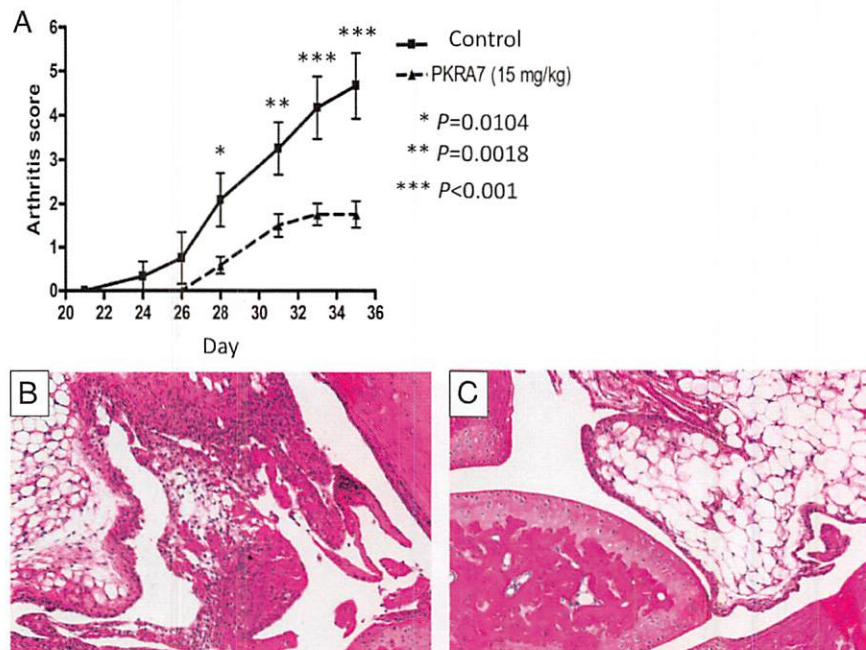 A
Arthritis score
6
5
4
3
2
1
0
20 22 24 26 28 30 32 34 36
Day
*
**
***
***
Control
PKRA7 (15 mg/kg)
* P=0.0104
** P=0.0018
*** P<0.001
B
C